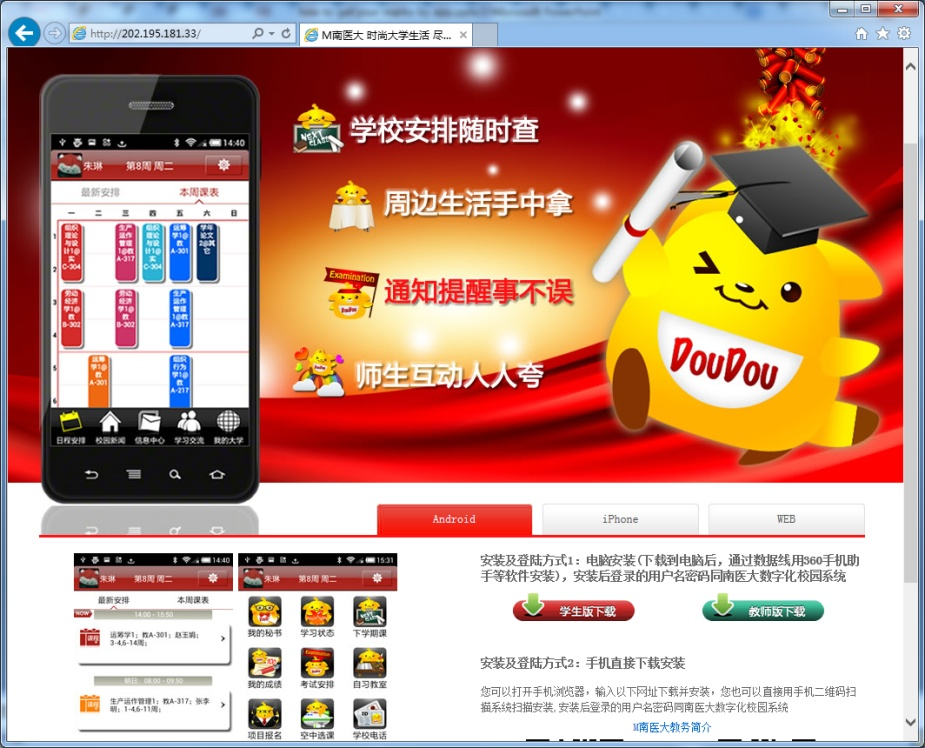 http://202.195.181.33/
M南医大 时尚大学生活 尽...
学校安排随时查
周边生活手中拿
Examination
通知提醒事不误
师生互动人人夸
NEXT CLASS
DouDou
14:40
朱琳 第8周 周二
最新安排 本周课表
一 二 三 四 五 六 日
组织理论与设计1@实C-304
生产运作管理1@教A-317
组织理论与设计1@实C-304
运筹学1@教A-301
学年论文2@其它
劳动经济学1@教B-302
劳动经济学1@教B-302
生产运作管理1@教A-317
运筹学1@教A-301
组织行为学1@教A-217
1
2
3
4
5
6
日程安排 校园新闻 信息中心 学习交流 我的大学
Android iPhone WEB
14:40
朱琳 第8周 周二
最新安排 本周课表
NOW 14:00 - 15:50
课程
运筹学1; 教A-301; 赵玉娟;
3-4,6-14周;
明日: 08:00 - 09:50
课程
生产运作管理1; 教A-317; 张李
明; 1-4,6-11周;
15:31
朱琳 第8周 周二
我的秘书 学习状态 下学期课
我的成绩 考试安排 自习教室
项目报名 空中选课 学校电话
安装及登陆方式1: 电脑安装(下载到电脑后, 通过数据线用360手机助
手等软件安装), 安装后登录的用户名密码同南医大数字化校园系统
学生版下载 教师版下载
安装及登陆方式2: 手机直接下载安装
您可以打开手机浏览器, 输入以下网址下载并安装, 您也可以直接用手机二维码扫
描系统扫描安装,安装后登录的用户名密码同南医大数字化校园系统
M南医大教务简介